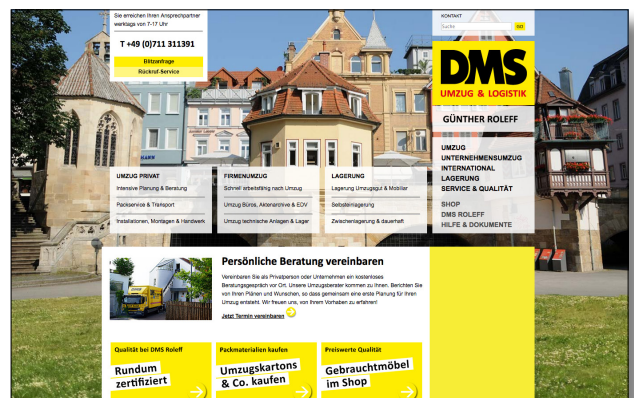 Sie erreichen Ihren Ansprechpartner
werktags von 7-17 Uhr
T +49 (0)711 311391
Blitzanfrage
Rückruf-Service
KONTAKT
Suche
GO
DMS
UMZUG & LOGISTIK
GÜNTHER ROLEFF
UMZUG
UNTERNEHMENSUMZUG
INTERNATIONAL
LAGERUNG
SERVICE & QUALITÄT
SHOP
DMS ROLEFF
HILFE & DOKUMENTE
UMZUG PRIVAT
Intensive Planung & Beratung
Packservice & Transport
Installationen, Montagen & Handwerk
FIRMENUMZUG
Schnell arbeitsfähig nach Umzug
Umzug Büros, Aktenarchive & EDV
Umzug technische Anlagen & Lager
LAGERUNG
Lagerung Umzugsgut & Mobiliar
Selbsteinlagerung
Zwischenlagerung & dauerhaft
Persönliche Beratung vereinbaren
Vereinbaren Sie als Privatperson oder Unternehmen ein kostenloses
Beratungsgespräch vor Ort. Unsere Umzugsberater kommen zu Ihnen. Berichten Sie
von Ihren Plänen und Wünschen, so dass gemeinsam eine erste Planung für Ihren
Umzug entsteht. Wir freuen uns, von Ihrem Vorhaben zu erfahren!
Jetzt Termin vereinbaren
Qualität bei DMS Roleff
Rundum
zertifiziert
Packmaterialien kaufen
Umzugskartons
& Co. kaufen
Preiswerte Qualität
Gebrauchtmöbel
im Shop